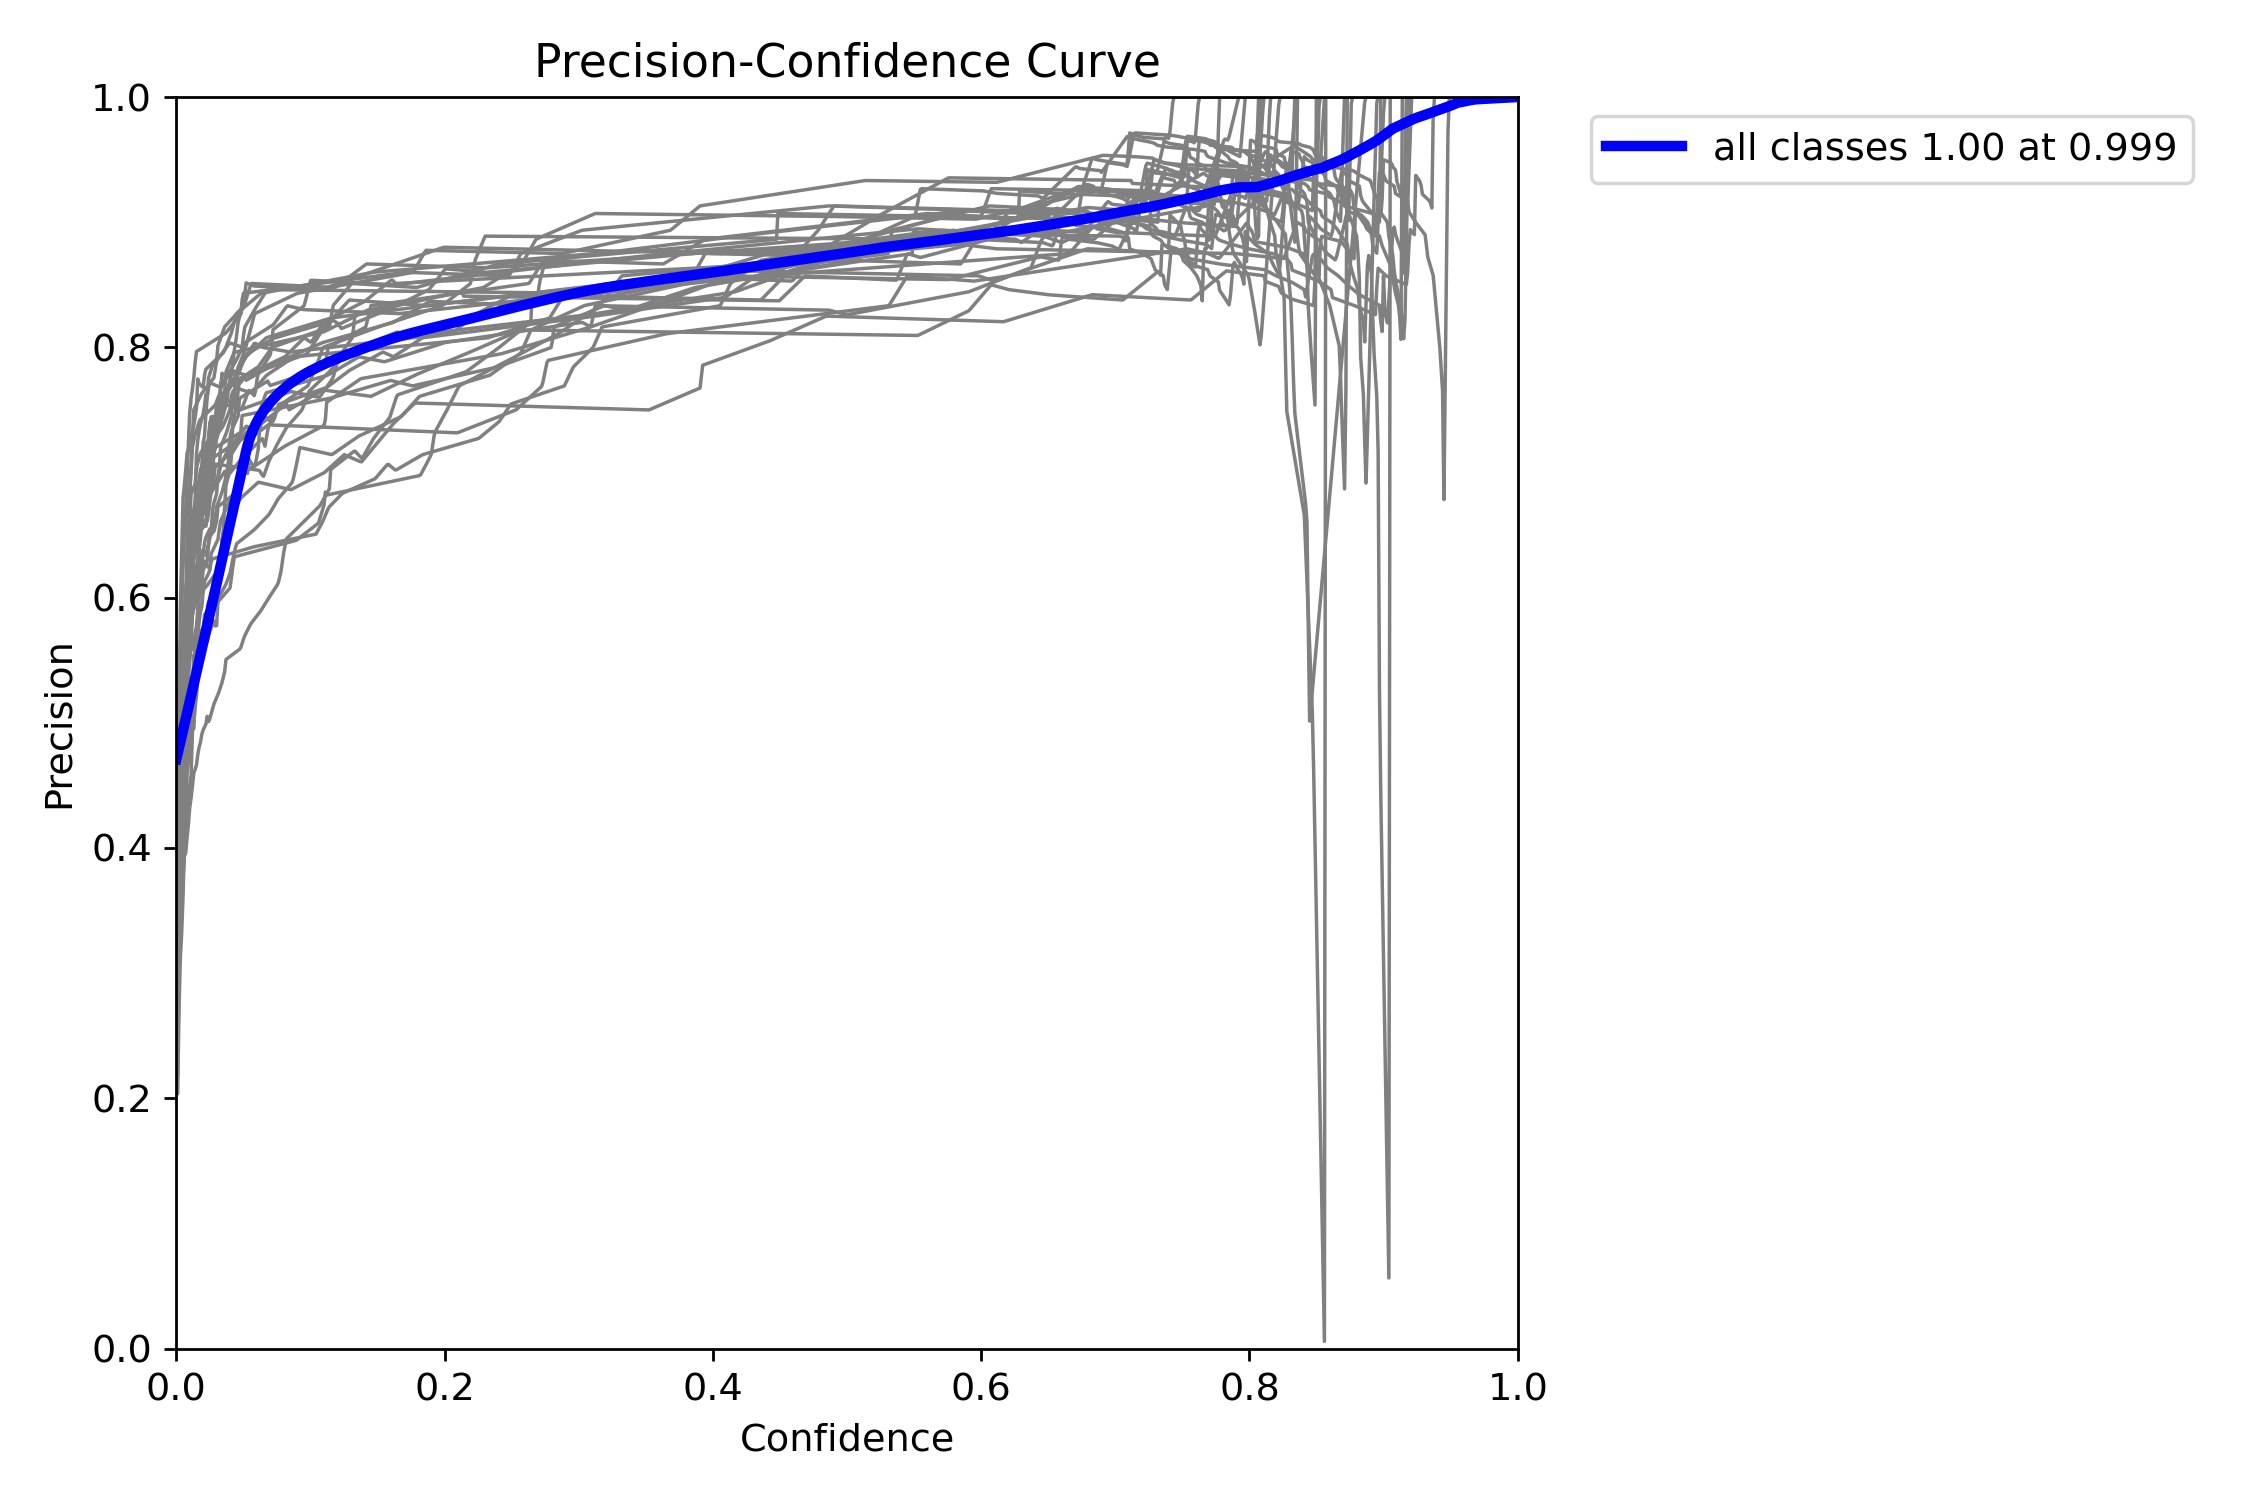 Precision-Confidence Curve
all classes 1.00 at 0.999
1.0
0.8
0.6
0.4
0.2
0.0
Precision
0.0 0.2 0.4 0.6 0.8 1.0
Confidence